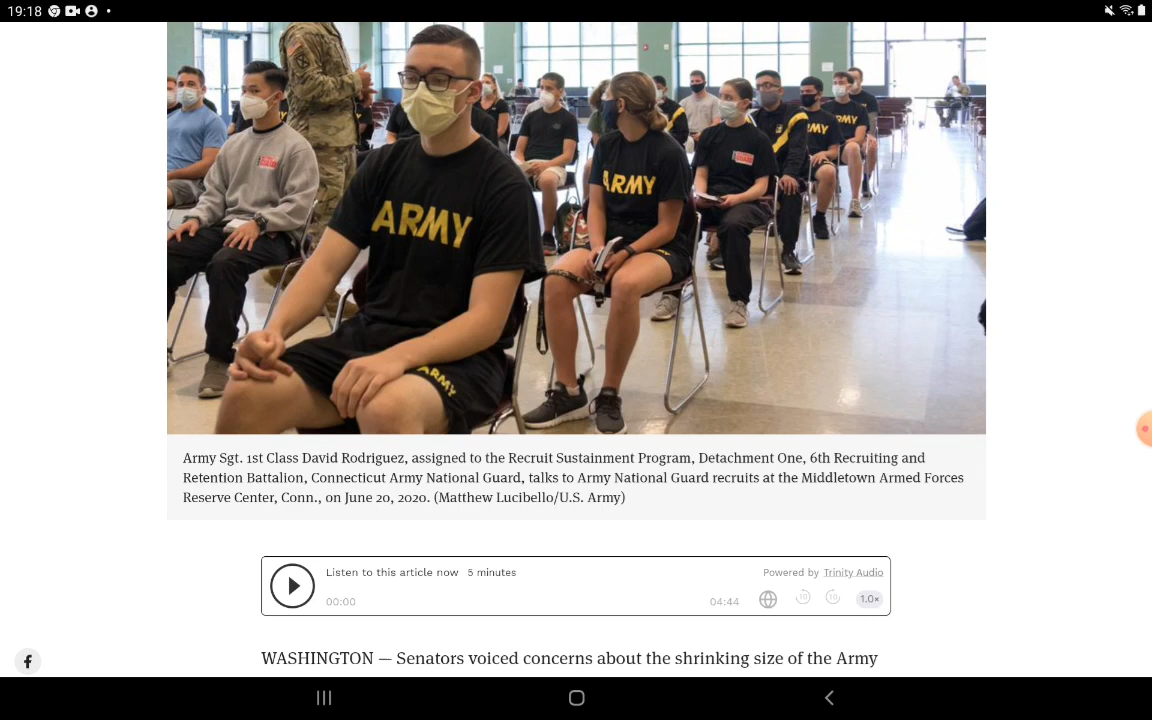 19:18
ARMY
ARMY
ARMY
ARMY
ARMY
Army Sgt. 1st Class David Rodriguez, assigned to the Recruit Sustainment Program, Detachment One, 6th Recruiting and
Retention Battalion, Connecticut Army National Guard, talks to Army National Guard recruits at the Middletown Armed Forces
Reserve Center, Conn., on June 20, 2020. (Matthew Lucibello/U.S. Army)
Listen to this article now 5 minutes
Powered by Trinity Audio
00:00
04:44
10
10
1.0×
WASHINGTON — Senators voiced concerns about the shrinking size of the Army